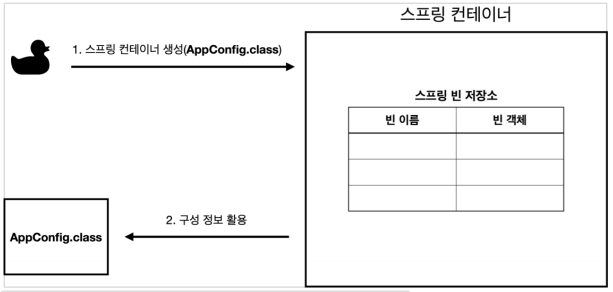 스프링 컨테이너
1. 스프링 컨테이너 생성(AppConfig.class)
스프링 빈 저장소
빈 이름
빈 객체
2. 구성 정보 활용
AppConfig.class